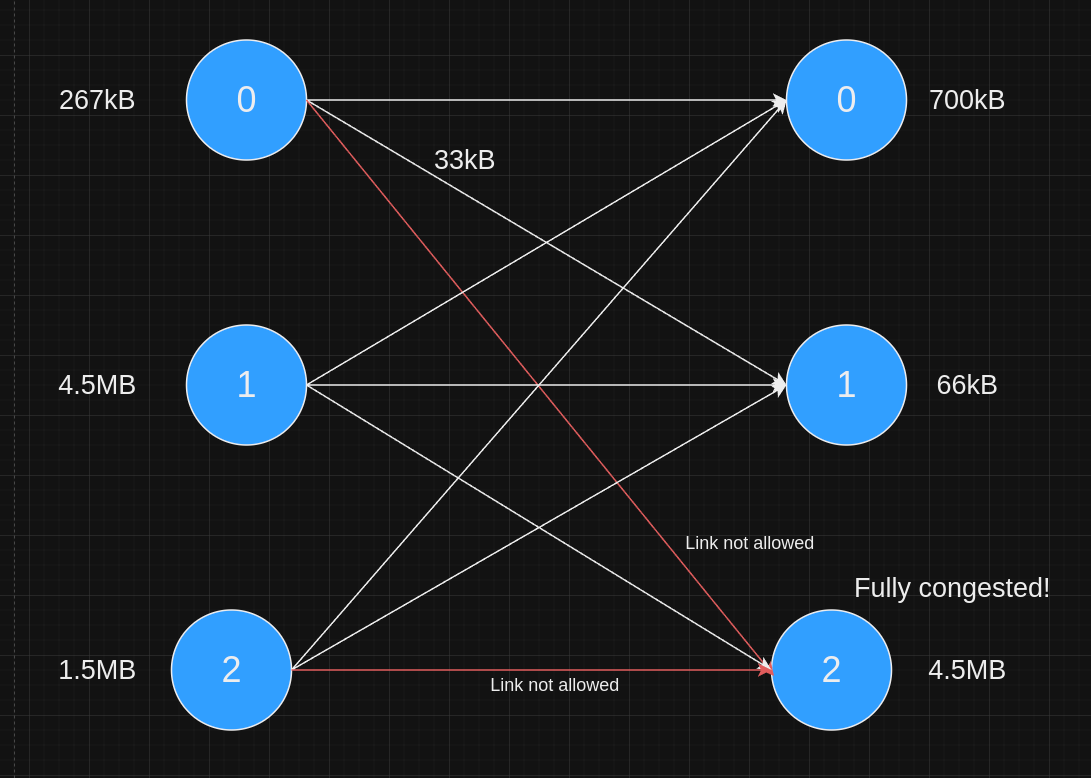 267kB
0
0
700kB
33kB
4.5MB
1
1
66kB
Link not allowed
Fully congested!
1.5MB
2
2
4.5MB
Link not allowed